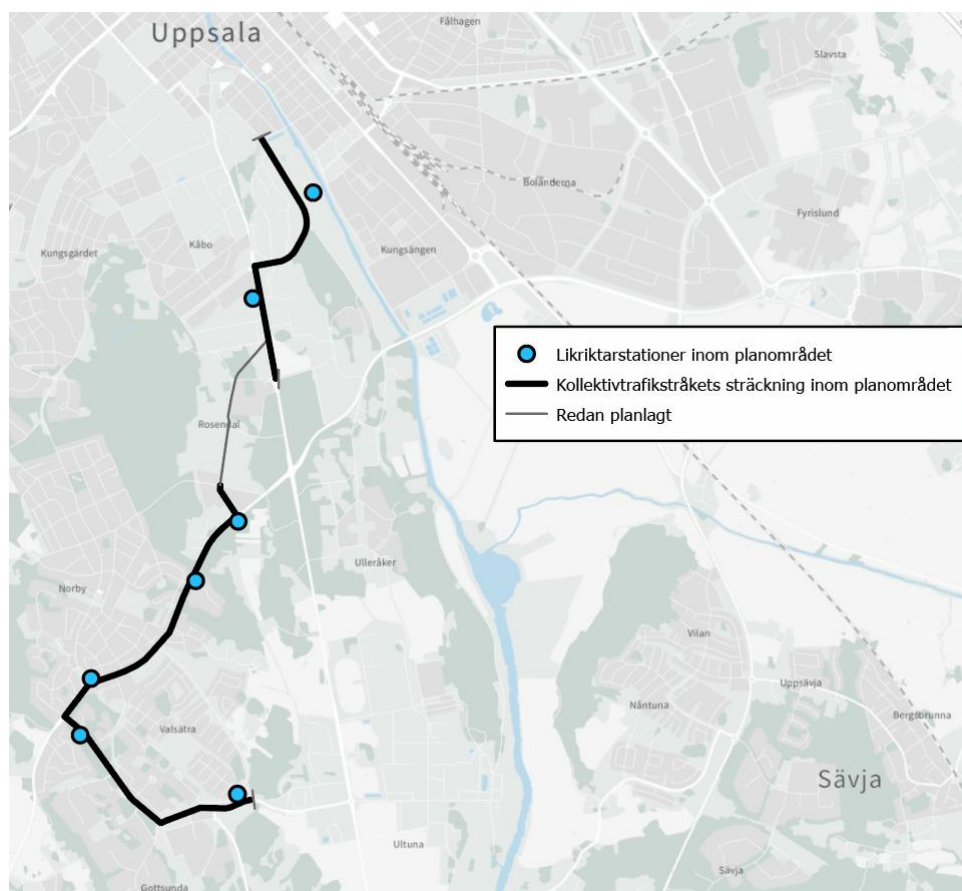 Fålhagen
Uppsala
Slavsta
Boländerna
Fyrislund
Kungsgärdet
Kåbo
Kungsängen
Likriktarstationer inom planområdet
Kollektivtrafikstråkets sträckning inom planområdet
Redan planlagt
Rosendal
Ulleråker
Norby
Vilan
Uppsävja
Nåntuna
Bergsbrunna
Valsätra
Sävja
Ultuna
Sävja
Gottsunda